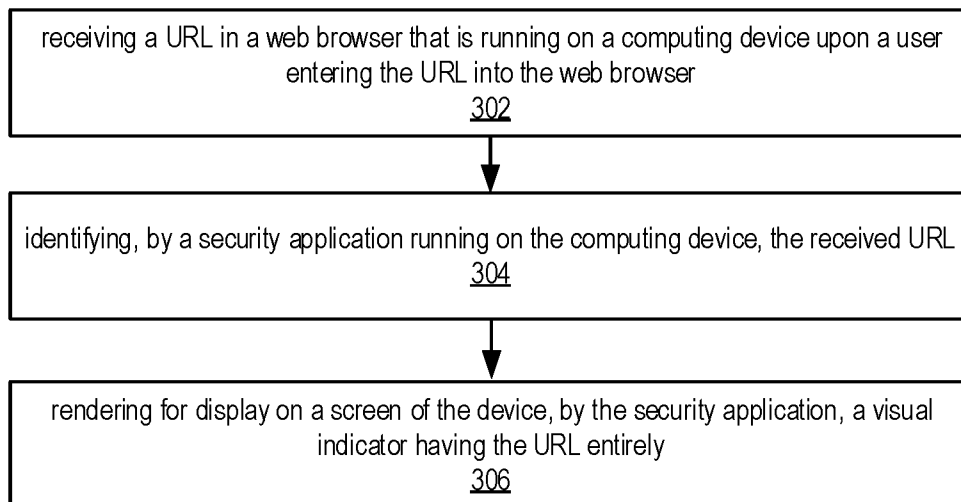 receiving a URL in a web browser that is running on a computing device upon a user
entering the URL into the web browser
302
identifying, by a security application running on the computing device, the received URL
304
rendering for display on a screen of the device, by the security application, a visual
indicator having the URL entirely
306